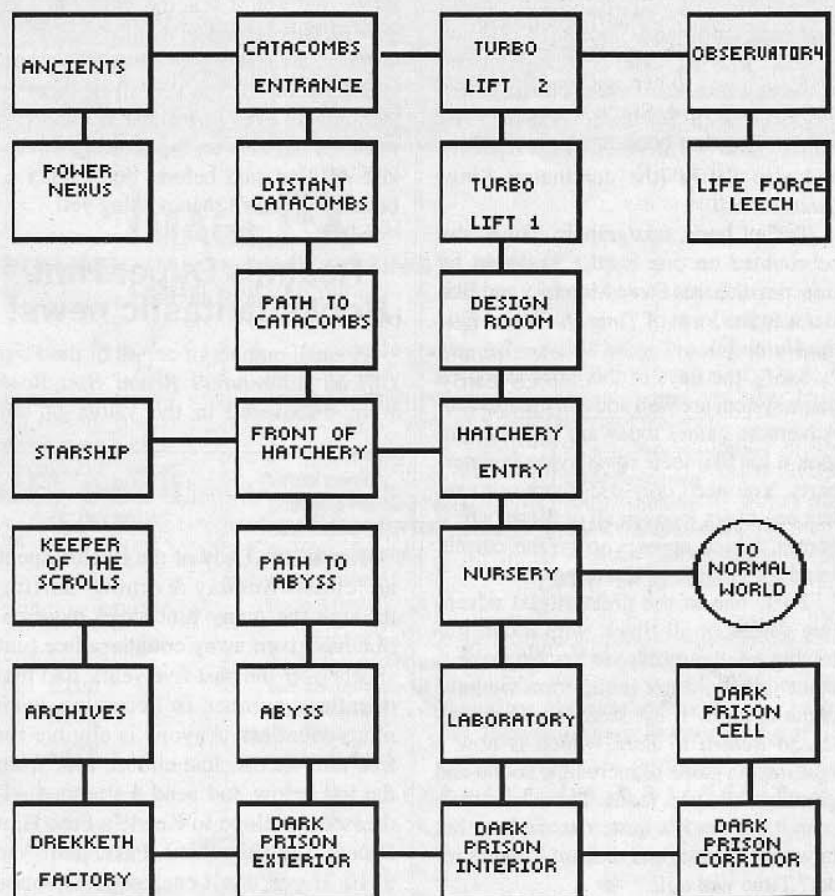 ANCIENTS
CATACOMBS
ENTRANCE
TURBO
LIFT 2
OBSERVATORY
POWER
NEXUS
DISTANT
CATACOMBS
TURBO
LIFT 1
LIFE FORCE
LEECH
PATH TO
CATACOMBS
DESIGN
ROOOM
STARSHIP
FRONT OF
HATCHERY
HATCHERY
ENTRY
KEEPER
OF THE
SCROLLS
PATH TO
ABYSS
NURSERY
TO
NORMAL
WORLD
ARCHIVES
ABYSS
LABORATORY
DARK
PRISON
CELL
DREKKETH
FACTORY
DARK
PRISON
EXTERIOR
DARK
PRISON
INTERIOR
DARK
PRISON
CORRIDOR